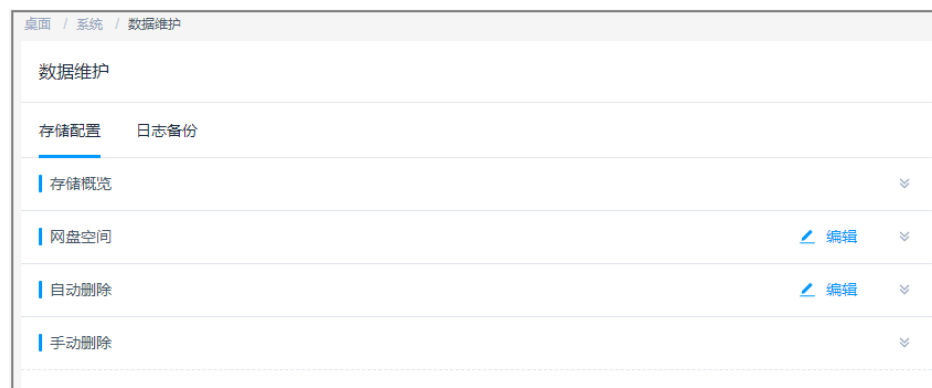 桌面 / 系统 / 数据维护
数据维护
存储配置 日志备份
存储概览
网盘空间 编辑
自动删除 编辑
手动删除